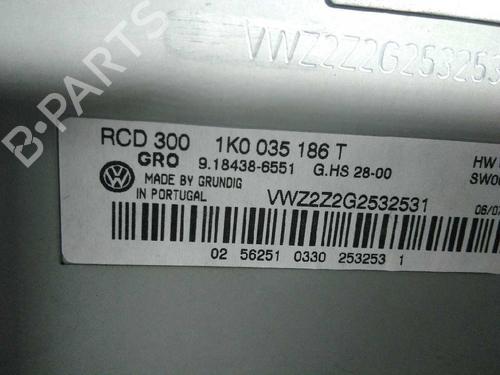 VWZ2Z2G253253
RCD 300 1K0 035 186 T
GRO 9.18438-6551 G.HS 28-00 HW
MADE BY GRUNDIG
IN PORTUGAL
VWZ2Z2G2532531
02 56251 0330 253253 1
B-PARTS